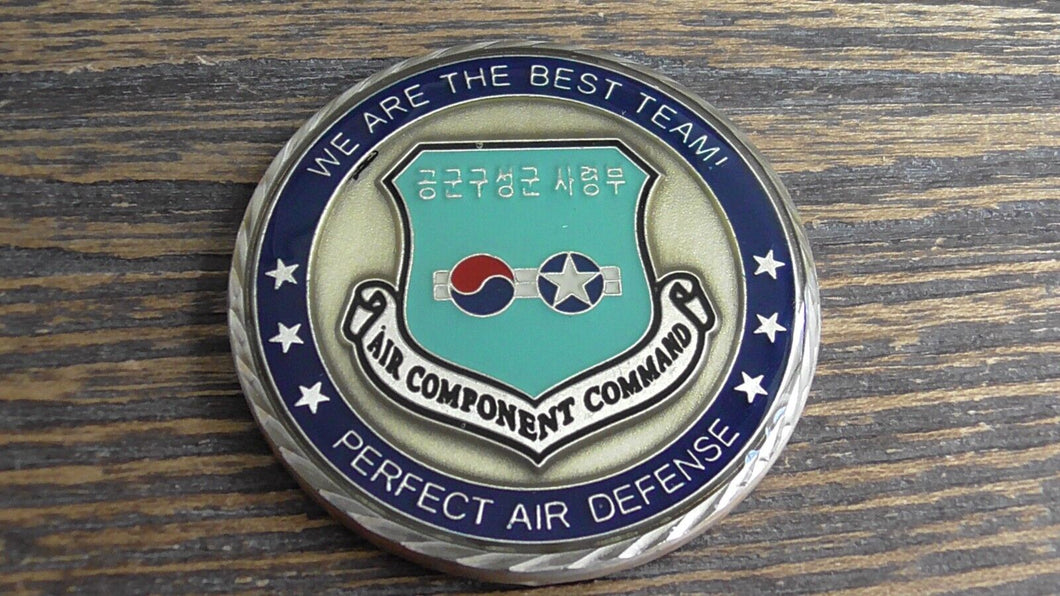 WE ARE THE BEST TEAM!
공군구성군 사령부
AIR COMPONENT COMMAND
PERFECT AIR DEFENSE